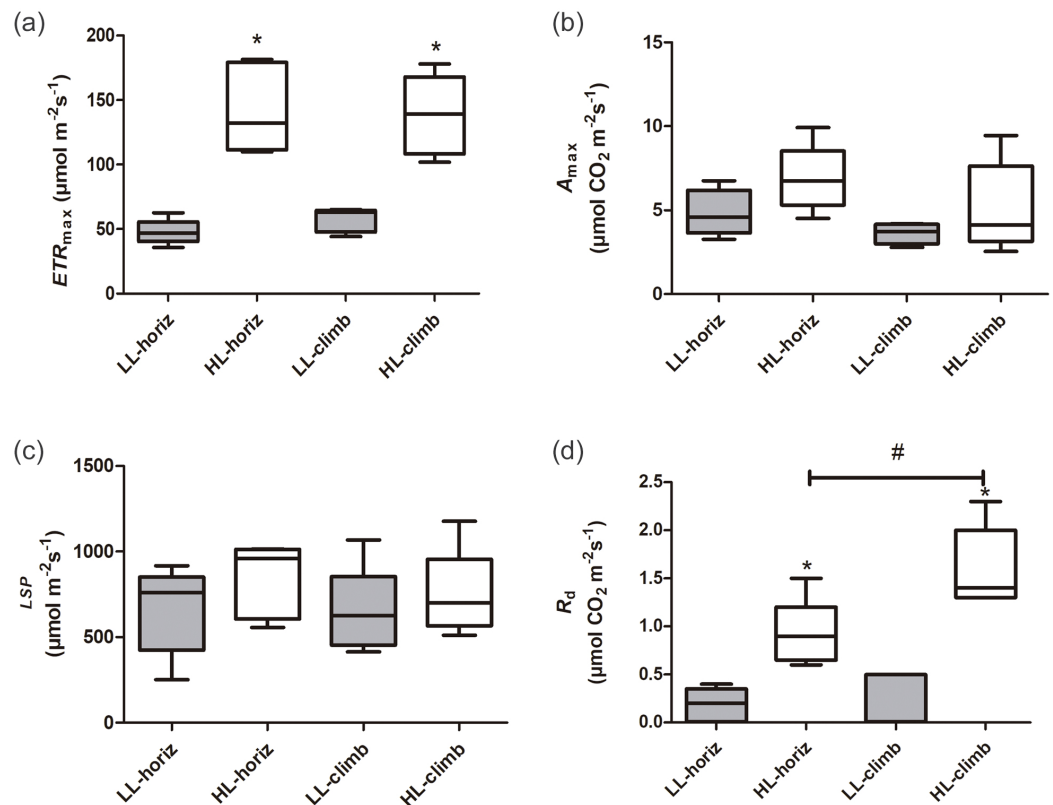 (a)
200
150
100
50
0
ETRmax (µmol m⁻²s⁻¹)
*
*
LL-horiz
HL-horiz
LL-climb
HL-climb
(b)
15
10
5
0
Amax
(µmol CO₂ m⁻²s⁻¹)
LL-horiz
HL-horiz
LL-climb
HL-climb
(c)
1500
1000
500
0
LSP
(µmol m⁻²s⁻¹)
LL-horiz
HL-horiz
LL-climb
HL-climb
(d)
2.5
2.0
1.5
1.0
0.5
0.0
Rd
(µmol CO₂ m⁻²s⁻¹)
#
*
*
LL-horiz
HL-horiz
LL-climb
HL-climb